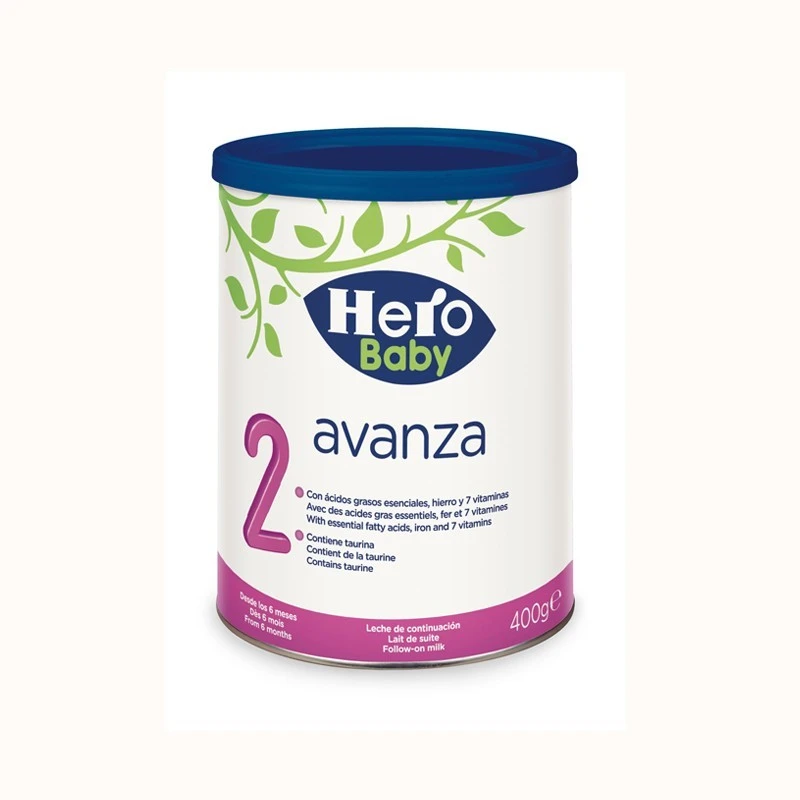 Hero
Baby
2
avanza
Con ácidos grasos esenciales, hierro y 7 vitaminas
Avec des acides gras essentiels, fer et 7 vitamines
With essential fatty acids, iron and 7 vitamins
Contiene taurina
Contient de la taurine
Contains taurine
Desde los 6 meses
Dès 6 mois
From 6 months
Leche de continuación
Lait de suite
Follow-on milk
400g℮